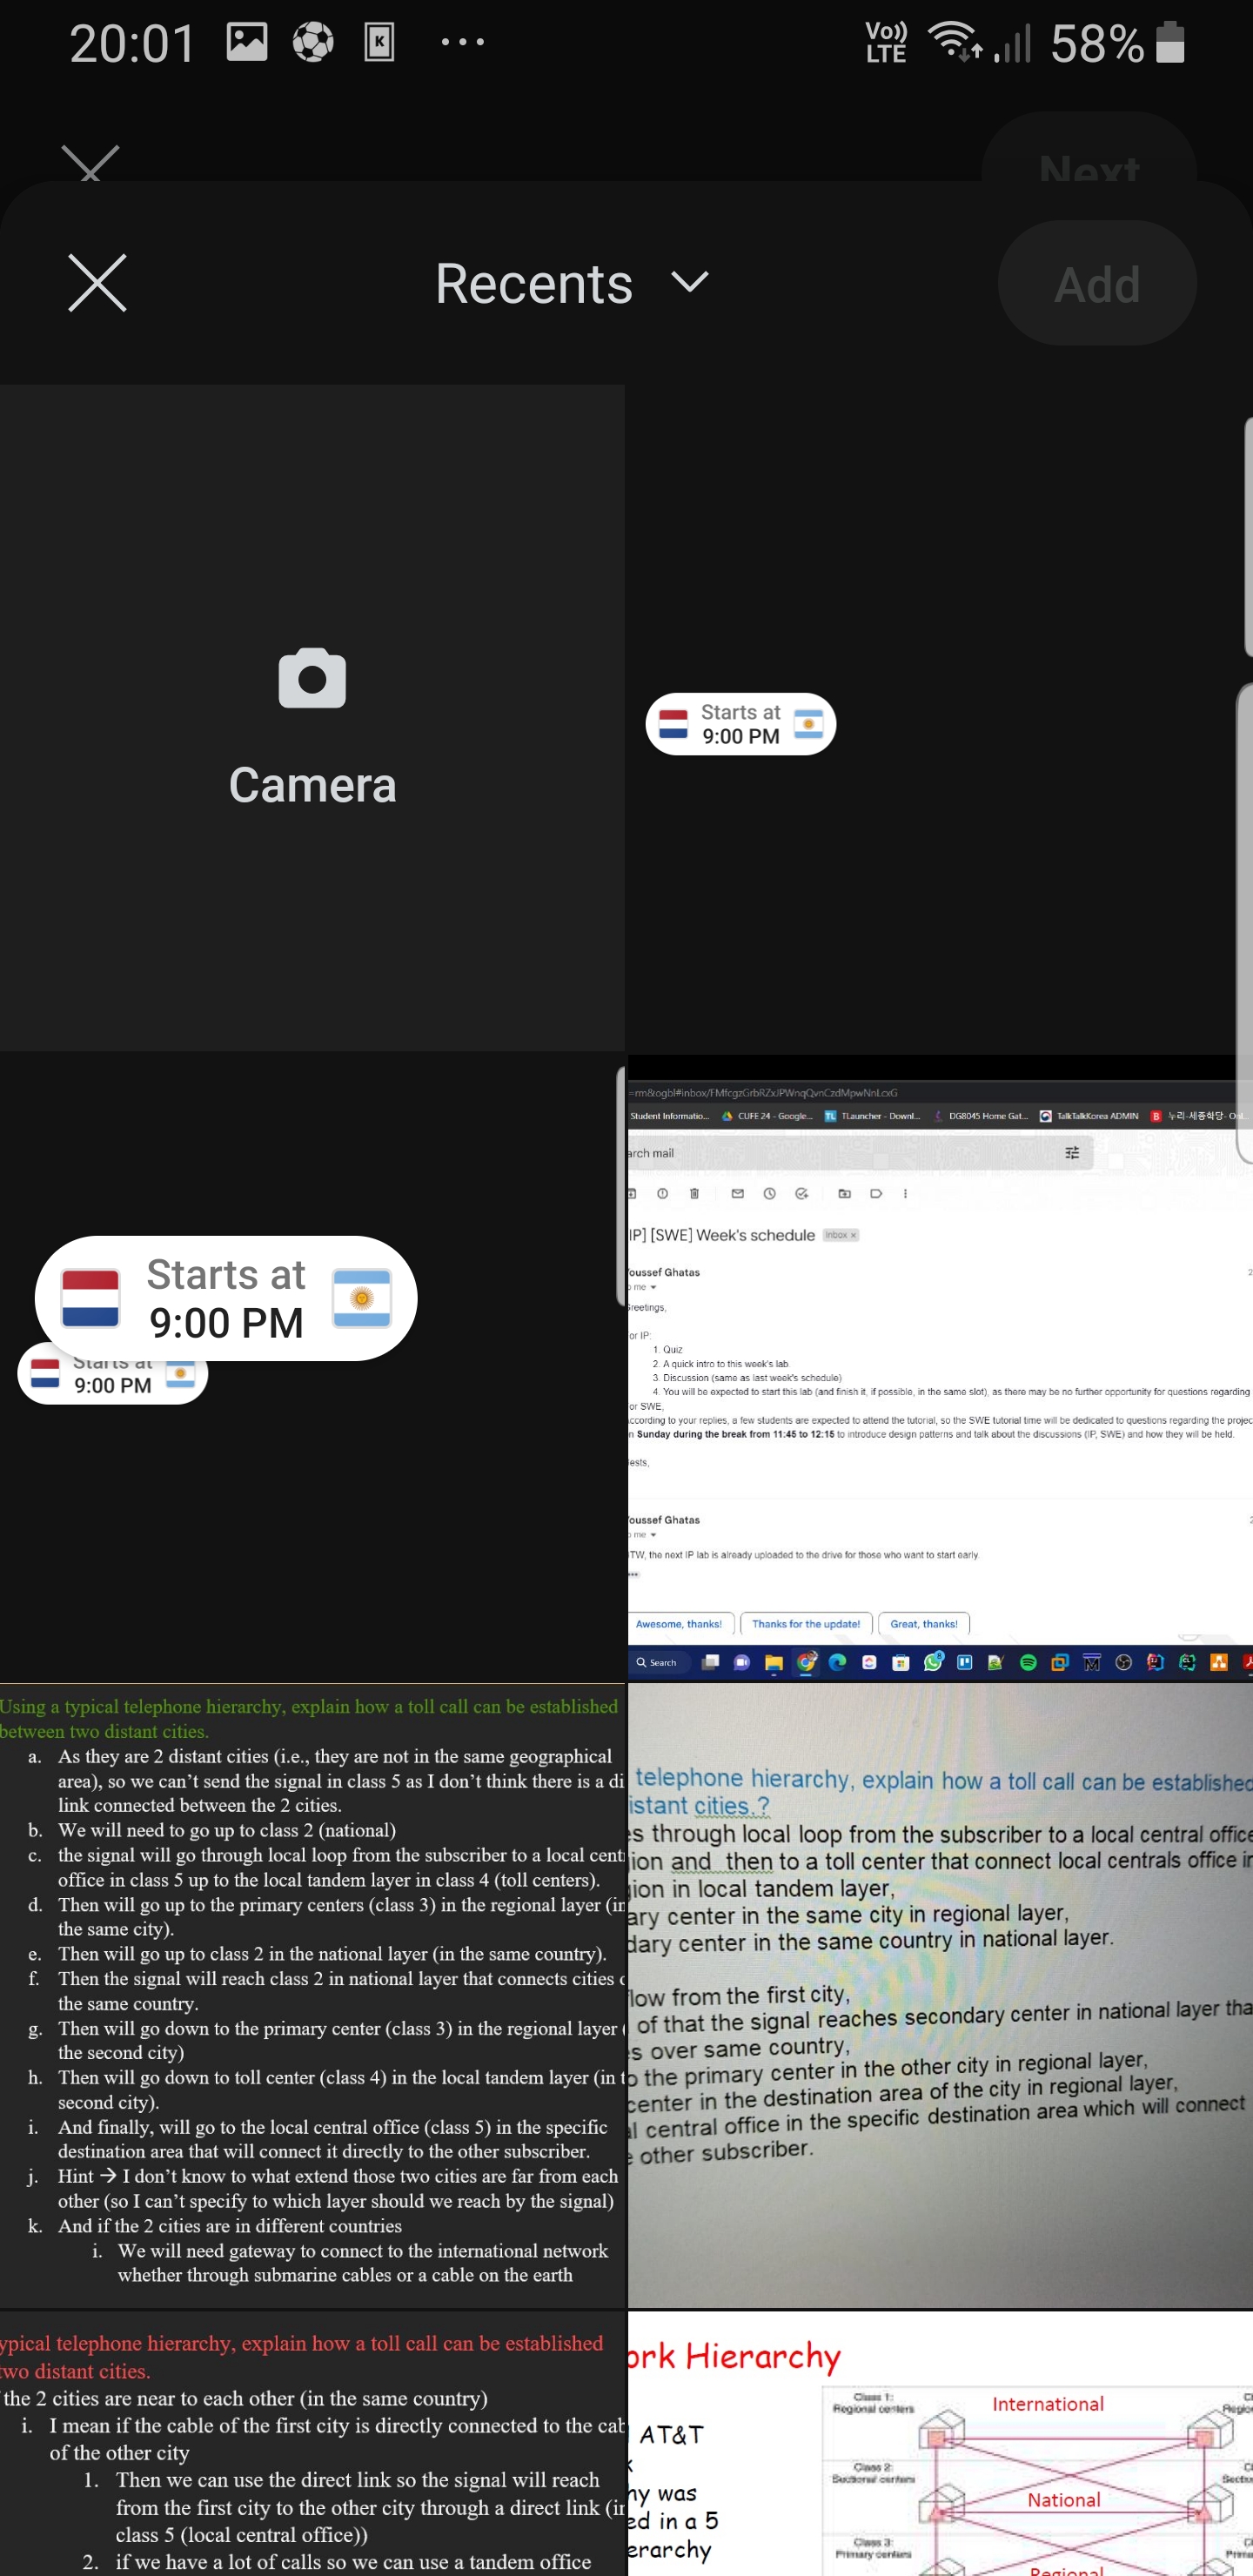 20:01
Vo))
LTE
58%
Next
Recents
Add
Camera
Starts at
9:00 PM
Starts at
9:00 PM
Starts at
9:00 PM
=rm&ogbl#inbox/FMfcgzGrbRZxJPWnqQvnCzdMpwNnLcxG
Student Informatio... CUFE 24 - Google... TL TLauncher - Downl... DG8045 Home Gat... TalkTalkKorea ADMIN B 누리-세종학당-
arch mail
IP] [SWE] Week's schedule Inbox x
oussef Ghatas
me
Greetings,
or IP:
1. Quiz
2. A quick intro to this week's lab
3. Discussion (same as last week's schedule)
4. You will be expected to start this lab (and finish it, if possible, in the same slot), as there may be no further opportunity for questions regarding
or SWE,
ccording to your replies, a few students are expected to attend the tutorial, so the SWE tutorial time will be dedicated to questions regarding the projec
n Sunday during the break from 11:45 to 12:15 to introduce design patterns and talk about the discussions (IP, SWE) and how they will be held.
ests,
oussef Ghatas
me
TW, the next IP lab is already uploaded to the drive for those who want to start early.
Awesome, thanks! Thanks for the update! Great, thanks!
Search
Using a typical telephone hierarchy, explain how a toll call can be established
between two distant cities.
a. As they are 2 distant cities (i.e., they are not in the same geographical
area), so we can't send the signal in class 5 as I don't think there is a di
link connected between the 2 cities.
b. We will need to go up to class 2 (national)
c. the signal will go through local loop from the subscriber to a local cent
office in class 5 up to the local tandem layer in class 4 (toll centers).
d. Then will go up to the primary centers (class 3) in the regional layer (in
the same city).
e. Then will go up to class 2 in the national layer (in the same country).
f. Then the signal will reach class 2 in national layer that connects cities o
the same country.
g. Then will go down to the primary center (class 3) in the regional layer (
the second city)
h. Then will go down to toll center (class 4) in the local tandem layer (in t
second city).
i. And finally, will go to the local central office (class 5) in the specific
destination area that will connect it directly to the other subscriber.
j. Hint → I don't know to what extend those two cities are far from each
other (so I can't specify to which layer should we reach by the signal)
k. And if the 2 cities are in different countries
i. We will need gateway to connect to the international network
whether through submarine cables or a cable on the earth
telephone hierarchy, explain how a toll call can be established
istant cities.?
es through local loop from the subscriber to a local central office
ion and then to a toll center that connect local centrals office in
gion in local tandem layer,
ary center in the same city in regional layer,
dary center in the same country in national layer.
low from the first city,
of that the signal reaches secondary center in national layer tha
s over same country,
o the primary center in the other city in regional layer,
center in the destination area of the city in regional layer,
al central office in the specific destination area which will connect
e other subscriber.
ypical telephone hierarchy, explain how a toll call can be established
two distant cities.
the 2 cities are near to each other (in the same country)
i. I mean if the cable of the first city is directly connected to the cab
of the other city
1. Then we can use the direct link so the signal will reach
from the first city to the other city through a direct link (in
class 5 (local central office))
2. if we have a lot of calls so we can use a tandem office
ork Hierarchy
AT&T
k
hy was
ed in a 5
erarchy
Class 1:
Regional centers
International
Class 2:
Sectional centers
National
Class 3:
Primary centers
Regional